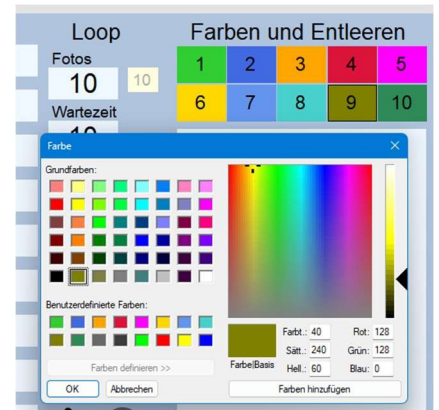 Loop
Farben und Entleeren
Fotos
10 10
1 2 3 4 5
Wartezeit
6 7 8 9 10
Farbe
Grundfarben:
Benutzerdefinierte Farben:
Farben definieren >>
OK Abbrechen
Farbe|Basis
Farbt.: 40 Rot: 128
Sätt.: 240 Grün: 128
Hell.: 60 Blau: 0
Farben hinzufügen